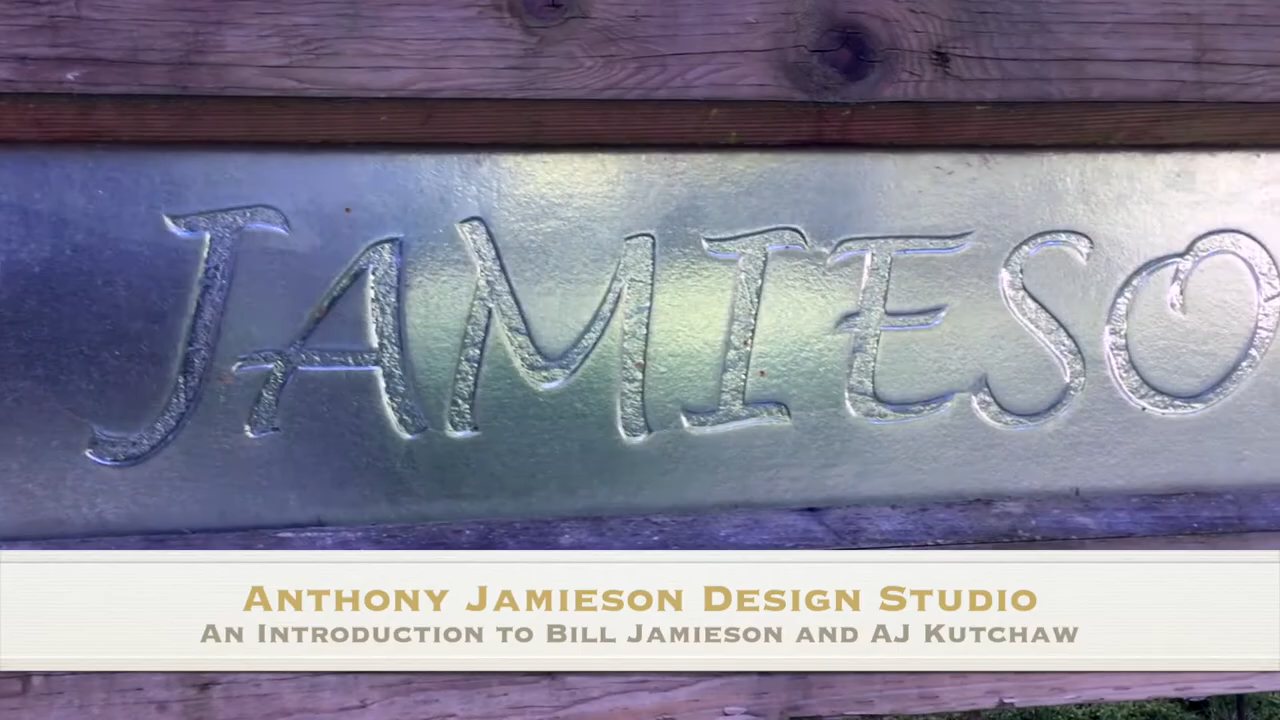 JAMIESO
Anthony Jamieson Design Studio
An Introduction to Bill Jamieson and AJ Kutchaw